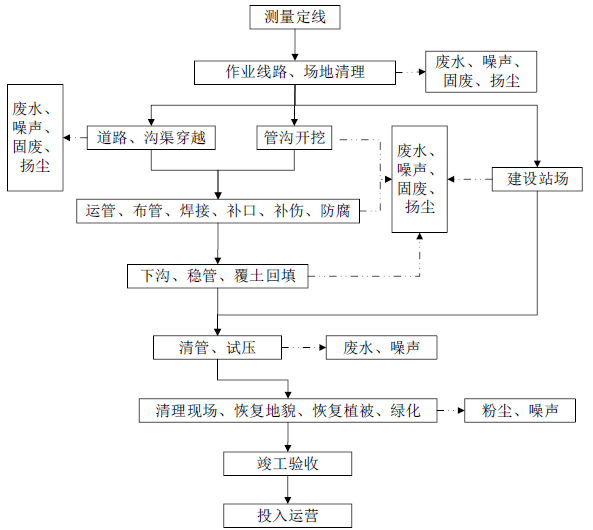 测量定线
作业线路、场地清理
废水、噪声、
固废、扬尘
废水、
噪声、
固废、
扬尘
道路、沟渠穿越
管沟开挖
废水、
噪声、
固废、
扬尘
建设站场
运管、布管、焊接、补口、补伤、防腐
下沟、稳管、覆土回填
清管、试压
废水、噪声
清理现场、恢复地貌、恢复植被、绿化
粉尘、噪声
竣工验收
投入运营